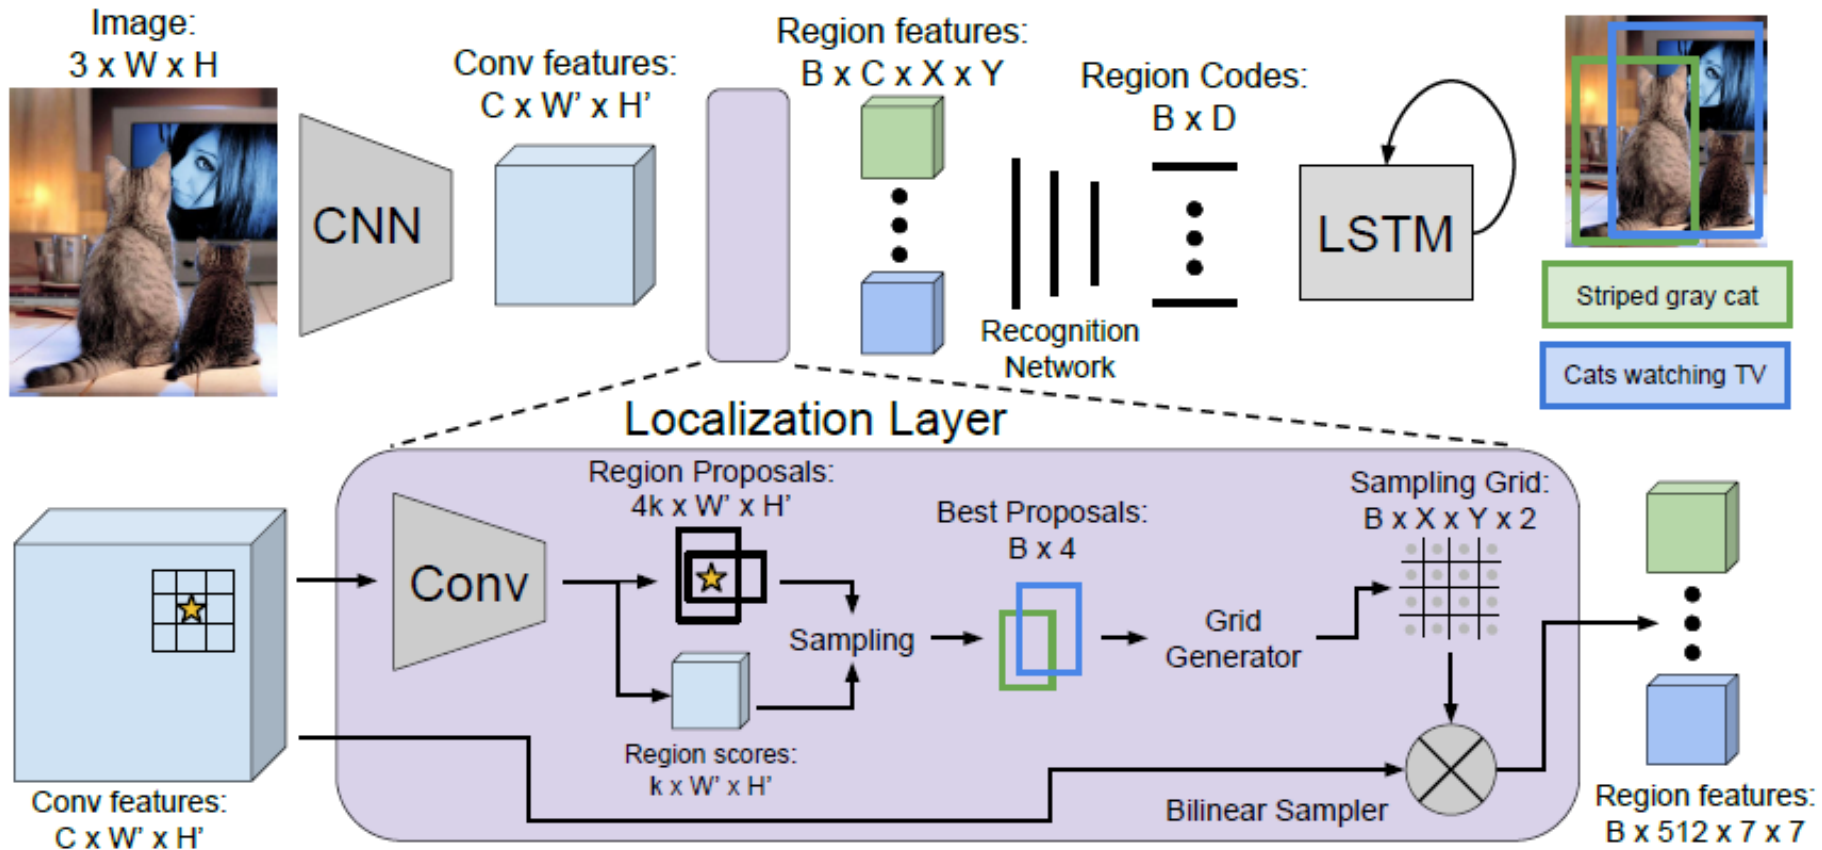 Image:
3 x W x H
CNN
Conv features:
C x W’ x H’
Region features:
B x C x X x Y
Recognition
Network
Region Codes:
B x D
LSTM
Striped gray cat
Cats watching TV
Localization Layer
Conv features:
C x W’ x H’
Conv
Region Proposals:
4k x W’ x H’
Region scores:
k x W’ x H’
Sampling
Best Proposals:
B x 4
Grid
Generator
Sampling Grid:
B x X x Y x 2
Bilinear Sampler
Region features:
B x 512 x 7 x 7